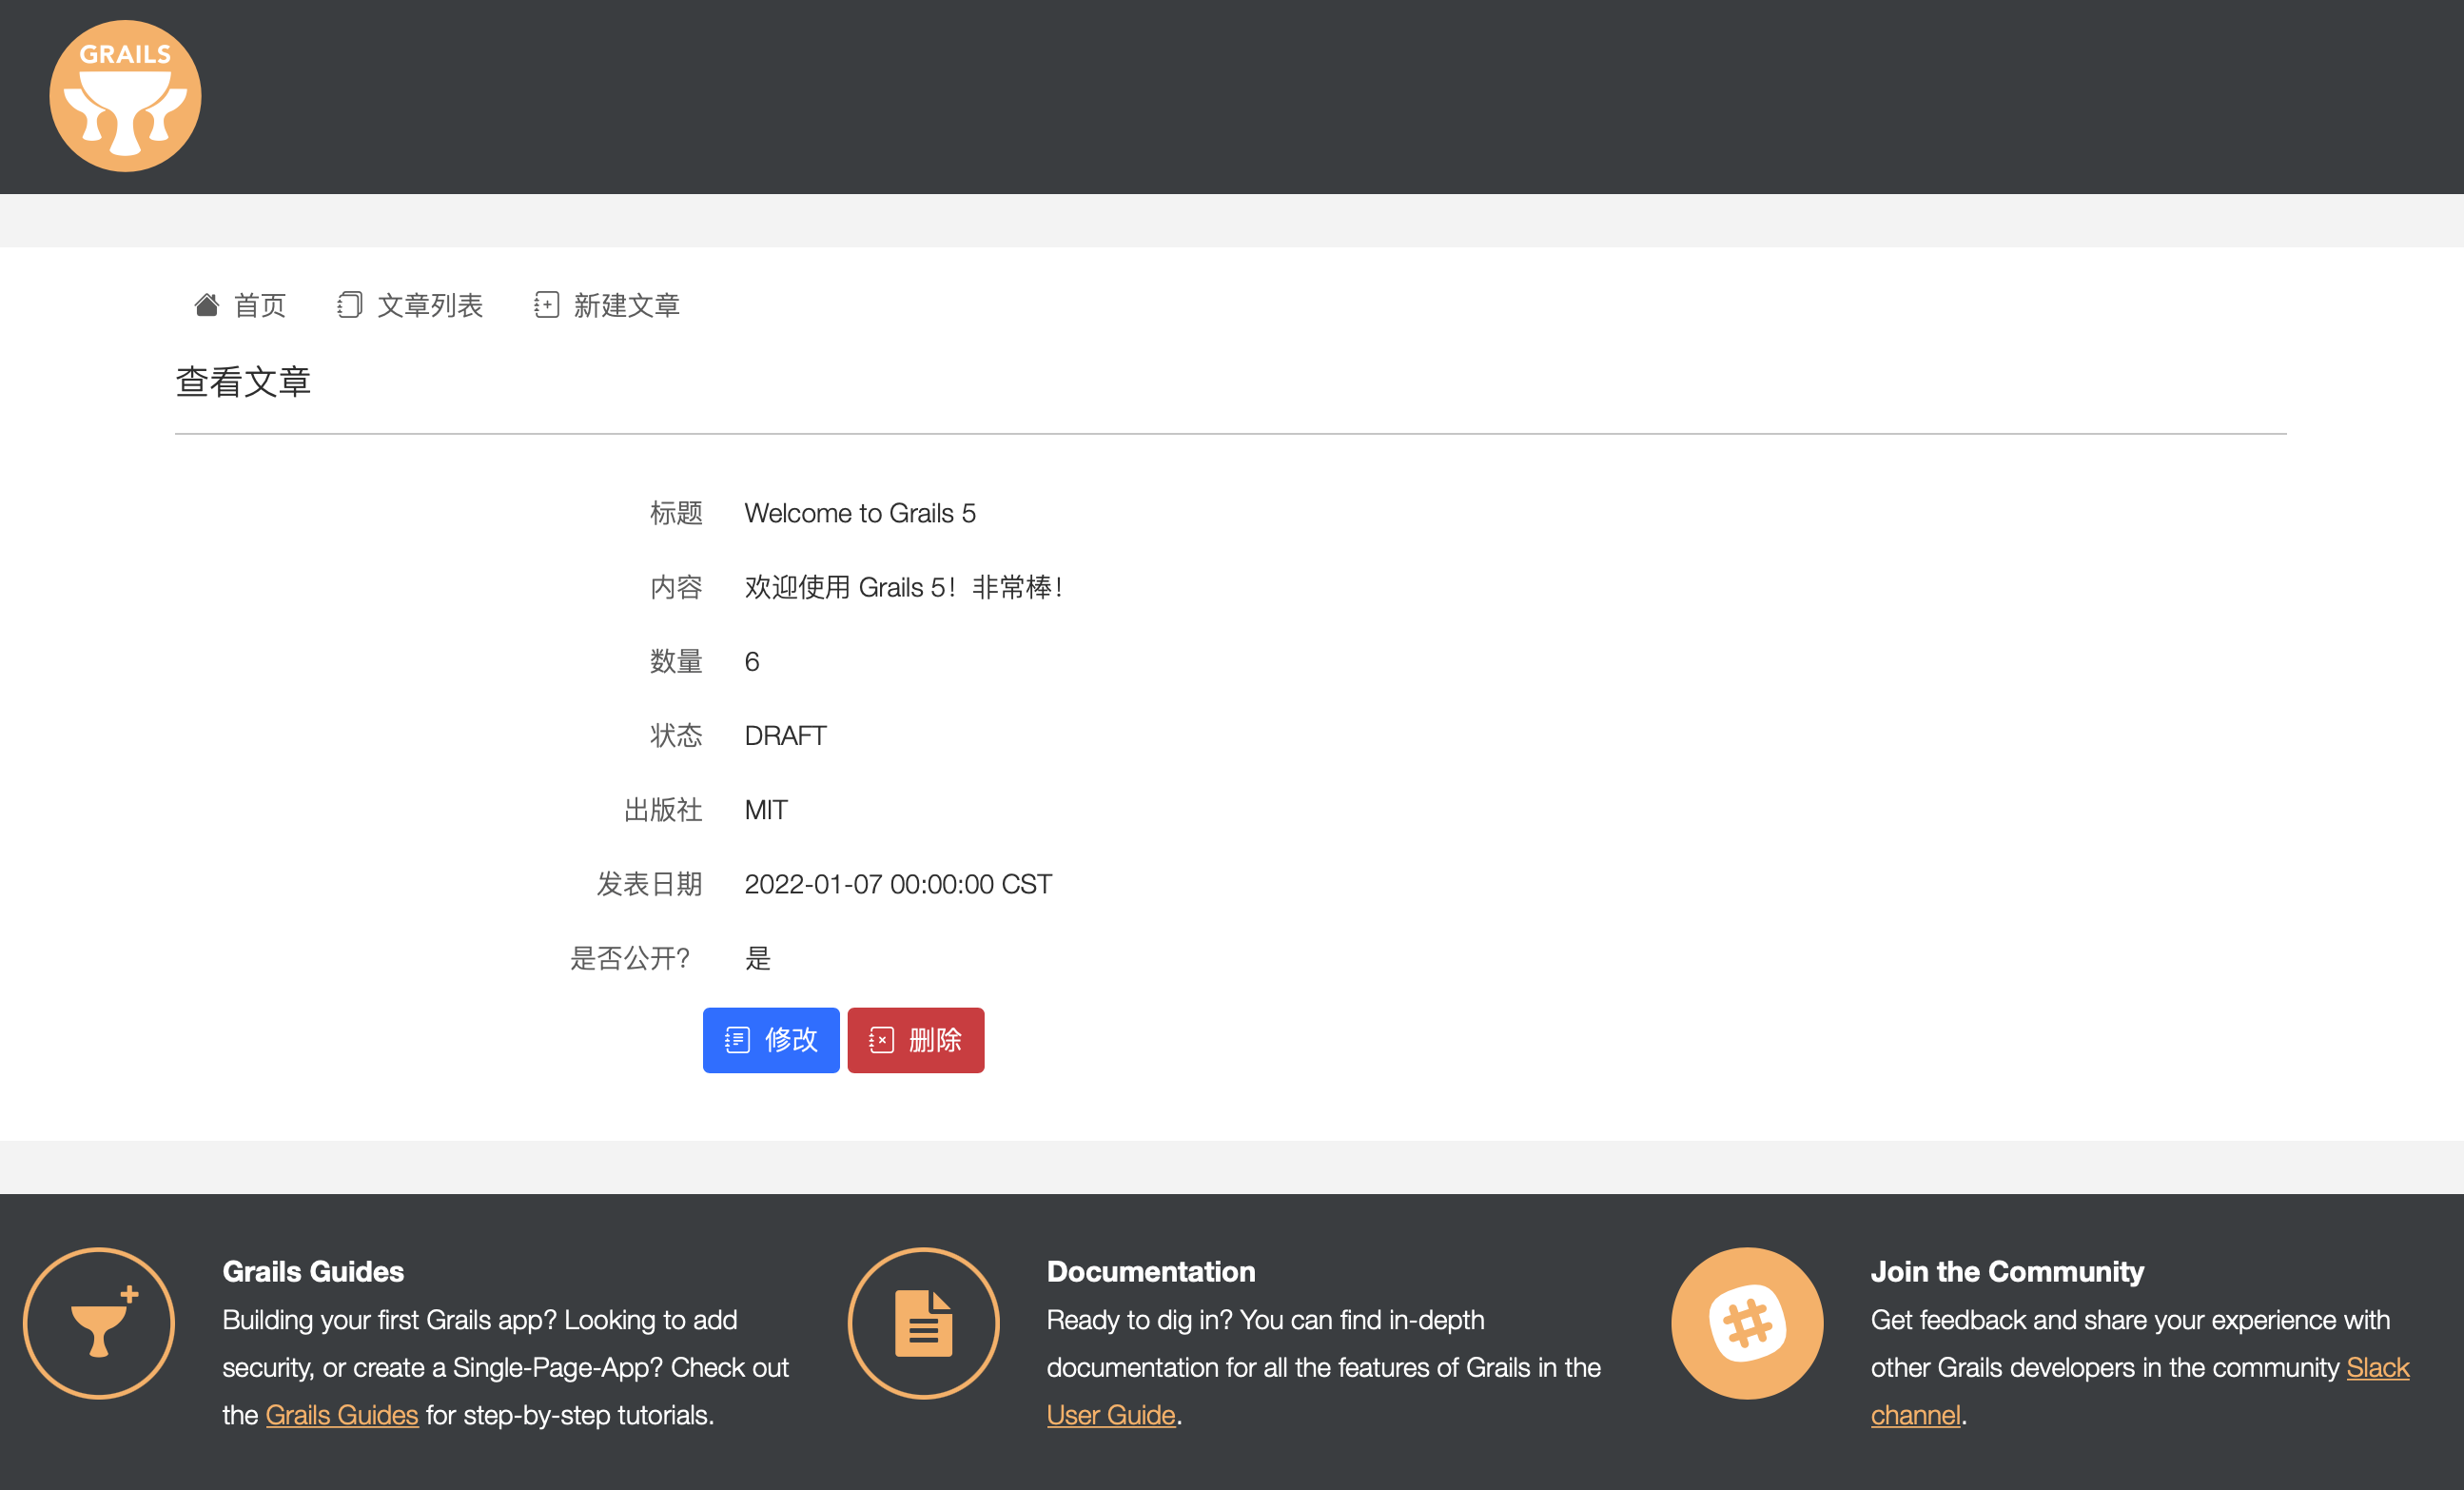 GRAILS
首页 文章列表 新建文章
查看文章
标题 Welcome to Grails 5
内容 欢迎使用 Grails 5！非常棒！
数量 6
状态 DRAFT
出版社 MIT
发表日期 2022-01-07 00:00:00 CST
是否公开？ 是
修改 删除
Grails Guides
Building your first Grails app? Looking to add
security, or create a Single-Page-App? Check out
the Grails Guides for step-by-step tutorials.
Documentation
Ready to dig in? You can find in-depth
documentation for all the features of Grails in the
User Guide.
Join the Community
Get feedback and share your experience with
other Grails developers in the community Slack
channel.